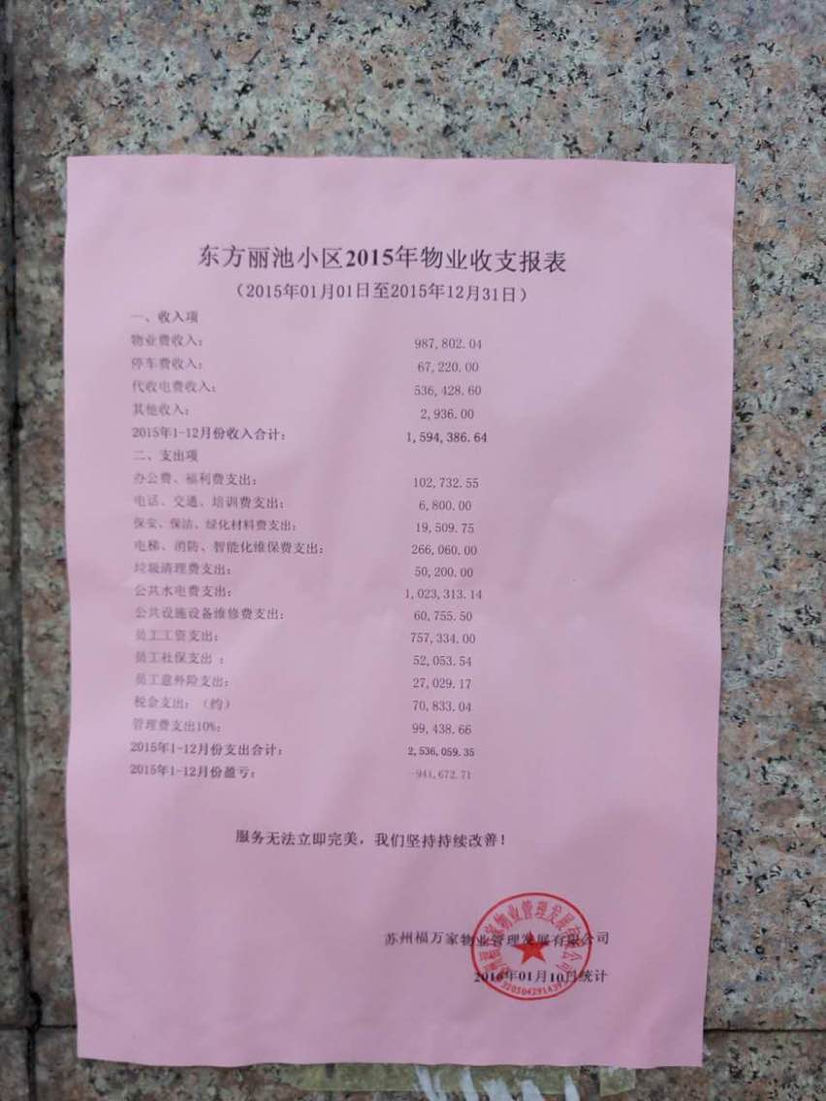 东方丽池小区2015年物业收支报表
（2015年01月01日至2015年12月31日）
一、收入项
物业费收入： 987,802.04
停车费收入： 67,220.00
代收电费收入： 536,428.60
其他收入： 2,936.00
2015年1-12月份收入合计： 1,594,386.64
二、支出项
办公费、福利费支出： 102,732.55
电话、交通、培训费支出： 6,800.00
保安、保洁、绿化材料费支出： 19,509.75
电梯、消防、智能化维保费支出： 266,060.00
垃圾清理费支出： 50,200.00
公共水电费支出： 1,023,313.14
公共设施设备维修费支出： 60,755.50
员工工资支出： 757,334.00
员工社保支出 ： 52,053.54
员工意外险支出： 27,029.17
税金支出：（约） 70,833.04
管理费支出10%： 99,438.66
2015年1-12月份支出合计： 2,536,059.35
2015年1-12月份盈亏： -941,672.71
服务无法立即完美，我们坚持持续改善！
苏州福万家物业管理发展有限公司
2016年01月10日统计